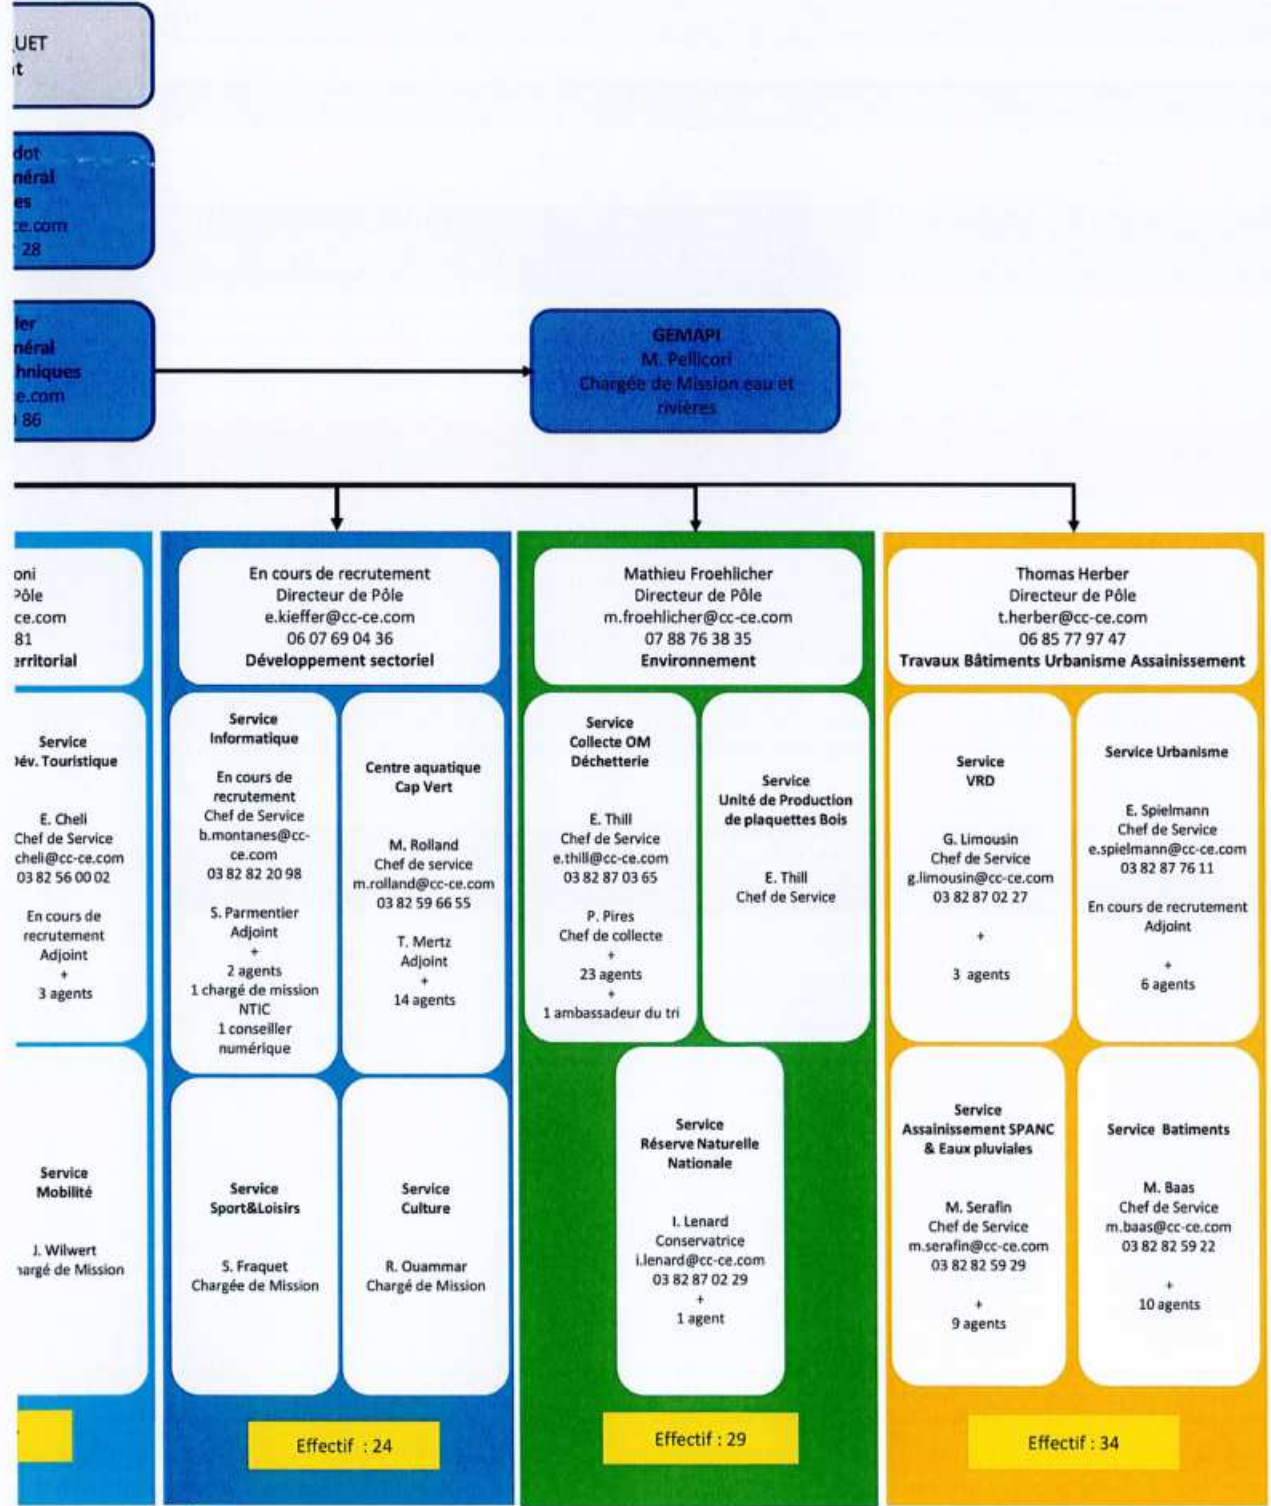 UET
t
dot
néral
es
ce.com
28
ler
néral
hniques
e.com
86
GEMAPI
M. Pellicori
Chargée de Mission eau et
rivières
oni
Pôle
ce.com
81
erritorial
Service
Dév. Touristique
E. Cheli
Chef de Service
cheli@cc-ce.com
03 82 56 00 02
En cours de
recrutement
Adjoint
+
3 agents
Service
Mobilité
J. Wilwert
hargé de Mission
En cours de recrutement
Directeur de Pôle
e.kieffer@cc-ce.com
06 07 69 04 36
Développement sectoriel
Service
Informatique
En cours de
recrutement
Chef de Service
b.montanes@cc-
ce.com
03 82 82 20 98
S. Parmentier
Adjoint
+
2 agents
1 chargé de mission
NTIC
1 conseiller
numérique
Centre aquatique
Cap Vert
M. Rolland
Chef de service
m.rolland@cc-ce.com
03 82 59 66 55
T. Mertz
Adjoint
+
14 agents
Service
Sport&Loisirs
S. Fraquet
Chargée de Mission
Service
Culture
R. Ouammar
Chargé de Mission
Effectif : 24
Mathieu Froehlicher
Directeur de Pôle
m.froehlicher@cc-ce.com
07 88 76 38 35
Environnement
Service
Collecte OM
Déchetterie
E. Thill
Chef de Service
e.thill@cc-ce.com
03 82 87 03 65
P. Pires
Chef de collecte
+
23 agents
+
1 ambassadeur du tri
Service
Unité de Production
de plaquettes Bois
E. Thill
Chef de Service
Service
Réserve Naturelle
Nationale
I. Lenard
Conservatrice
i.lenard@cc-ce.com
03 82 87 02 29
+
1 agent
Effectif : 29
Thomas Herber
Directeur de Pôle
t.herber@cc-ce.com
06 85 77 97 47
Travaux Bâtiments Urbanisme Assainissement
Service
VRD
G. Limousin
Chef de Service
g.limousin@cc-ce.com
03 82 87 02 27
+
3 agents
Service Urbanisme
E. Spielmann
Chef de Service
e.spielmann@cc-ce.com
03 82 87 76 11
En cours de recrutement
Adjoint
+
6 agents
Service
Assainissement SPANC
& Eaux pluviales
M. Serafin
Chef de Service
m.serafin@cc-ce.com
03 82 82 59 29
+
9 agents
Service Batiments
M. Baas
Chef de Service
m.baas@cc-ce.com
03 82 82 59 22
+
10 agents
Effectif : 34